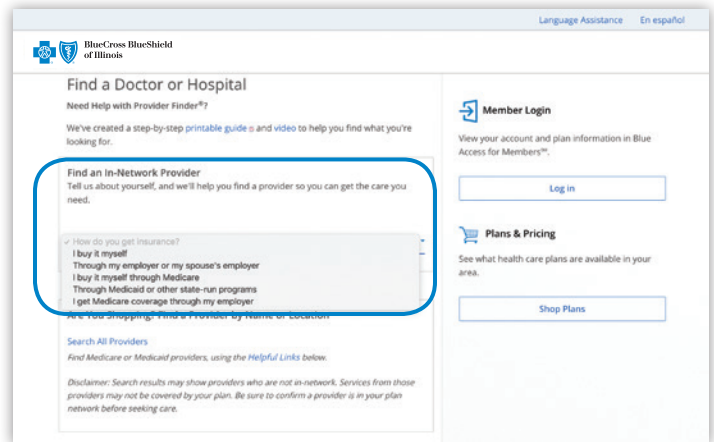 Language Assistance En español
BlueCross BlueShield
of Illinois
Find a Doctor or Hospital
Need Help with Provider Finder®?
We've created a step-by-step printable guide and video to help you find what you're
looking for.
Find an In-Network Provider
Tell us about yourself, and we'll help you find a provider so you can get the care you
need.
✓ How do you get insurance?
I buy it myself
Through my employer or my spouse's employer
I buy it myself through Medicare
Through Medicaid or other state-run programs
I get Medicare coverage through my employer
Are You Shopping? Find a Provider by Name or Location
Search All Providers
Find Medicare or Medicaid providers, using the Helpful Links below.
Disclaimer: Search results may show providers who are not in-network. Services from those
providers may not be covered by your plan. Be sure to confirm a provider is in your plan
network before seeking care.
Member Login
View your account and plan information in Blue
Access for Members℠.
Log in
Plans & Pricing
See what health care plans are available in your
area.
Shop Plans